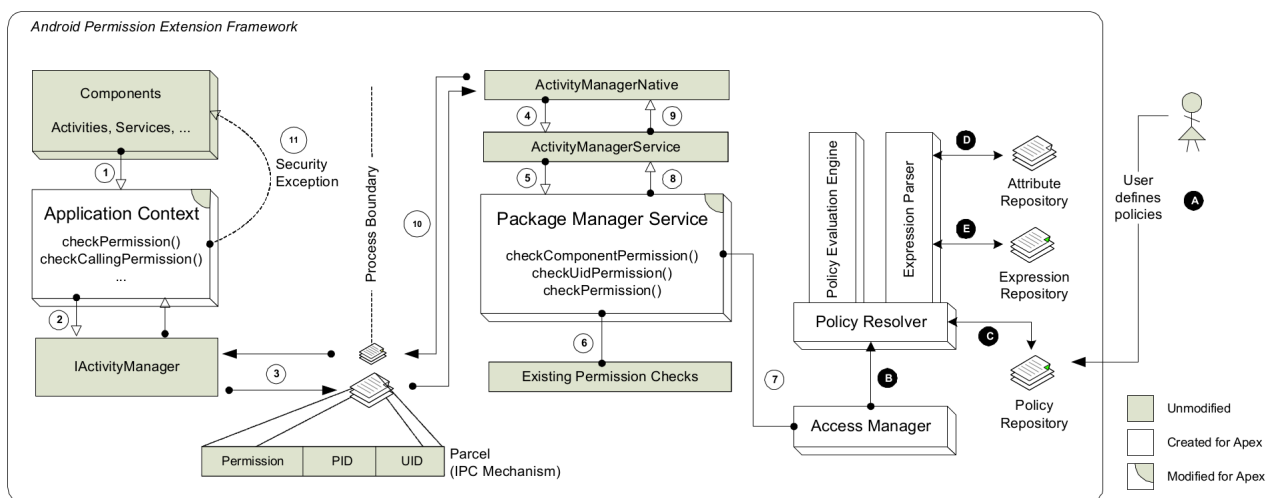 Android Permission Extension Framework
Components
Activities, Services, ...
1
11
Security
Exception
Application Context
checkPermission()
checkCallingPermission()
...
2
IActivityManager
3
Process Boundary
10
Permission
PID
UID
Parcel
(IPC Mechanism)
ActivityManagerNative
4
9
ActivityManagerService
5
8
Package Manager Service
checkComponentPermission()
checkUidPermission()
checkPermission()
6
Existing Permission Checks
7
Policy Evaluation Engine
Expression Parser
Policy Resolver
B
Access Manager
D
Attribute
Repository
E
Expression
Repository
C
Policy
Repository
User
defines
policies
A
Unmodified
Created for Apex
Modified for Apex